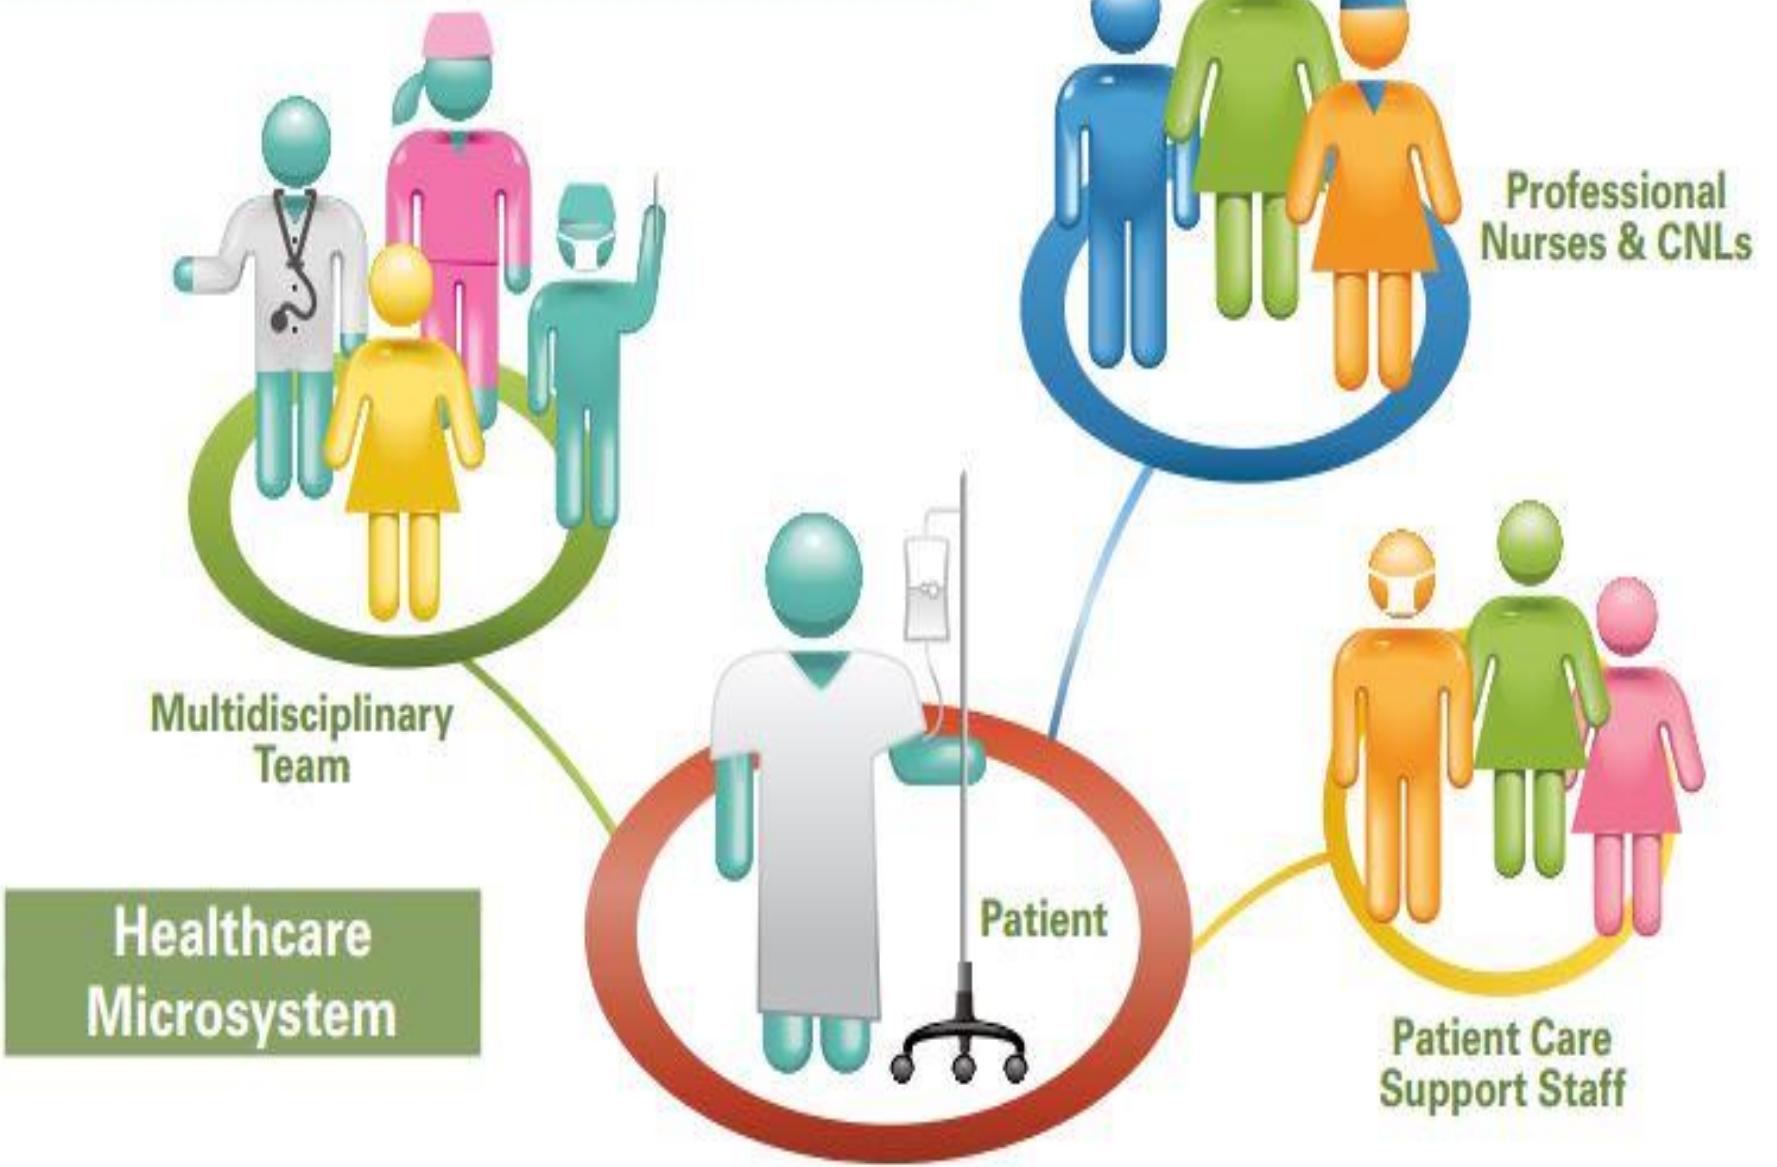 Professional
Nurses & CNLs
Multidisciplinary
Team
Patient
Healthcare
Microsystem
Patient Care
Support Staff